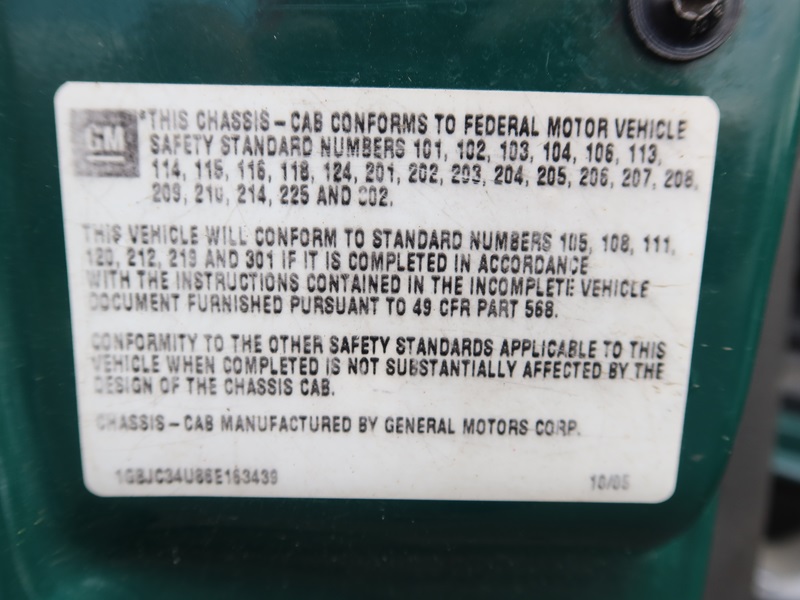 GM
*THIS CHASSIS – CAB CONFORMS TO FEDERAL MOTOR VEHICLE
SAFETY STANDARD NUMBERS 101, 102, 103, 104, 106, 113,
114, 115, 116, 118, 124, 201, 202, 203, 204, 205, 206, 207, 208,
209, 210, 214, 225 AND 302.
THIS VEHICLE WILL CONFORM TO STANDARD NUMBERS 105, 108, 111,
120, 212, 219 AND 301 IF IT IS COMPLETED IN ACCORDANCE
WITH THE INSTRUCTIONS CONTAINED IN THE INCOMPLETE VEHICLE
DOCUMENT FURNISHED PURSUANT TO 49 CFR PART 568.
CONFORMITY TO THE OTHER SAFETY STANDARDS APPLICABLE TO THIS
VEHICLE WHEN COMPLETED IS NOT SUBSTANTIALLY AFFECTED BY THE
DESIGN OF THE CHASSIS CAB.
CHASSIS – CAB MANUFACTURED BY GENERAL MOTORS CORP.
1GBJC34U86E163439
10/05